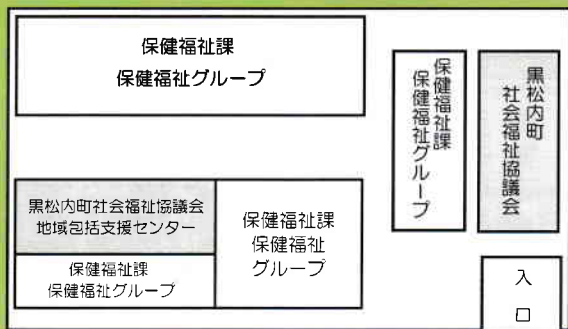 保健福祉課
保健福祉グループ
保健福祉課
保健福祉グループ
黒松内町
社会福祉協議会
黒松内町社会福祉協議会
地域包括支援センター
保健福祉課
保健福祉
グループ
保健福祉課
保健福祉グループ
入
口